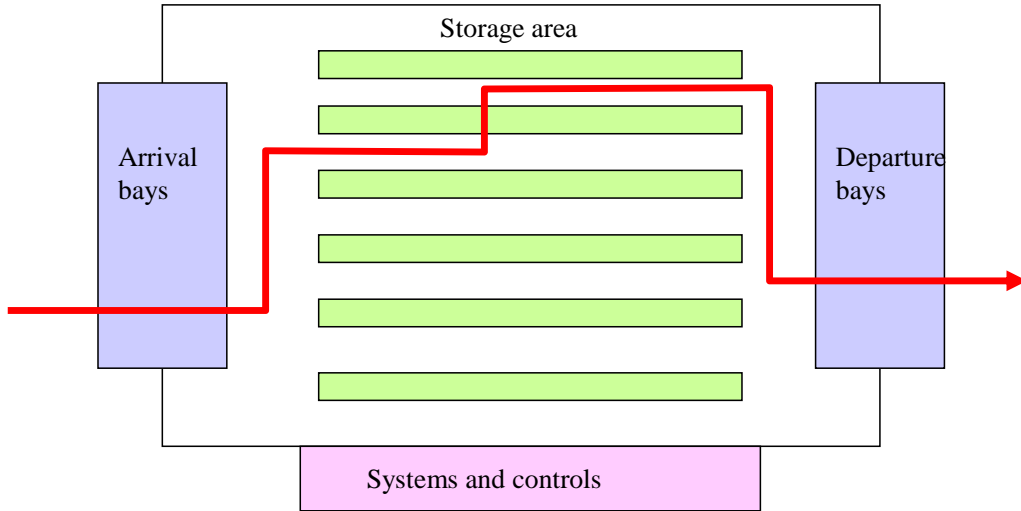 Storage area
Arrival
bays
Departure
bays
Systems and controls